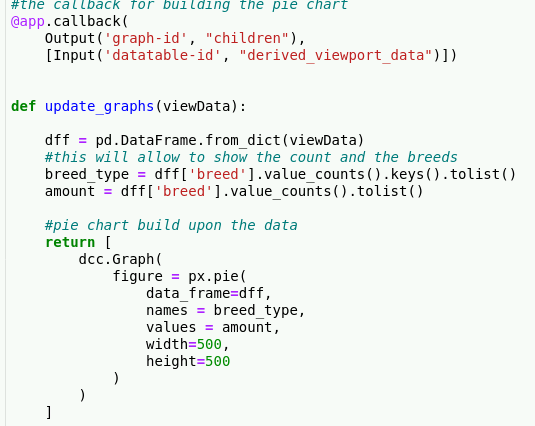 #the callback for building the pie chart
@app.callback(
    Output('graph-id', "children"),
    [Input('datatable-id', "derived_viewport_data")])
def update_graphs(viewData):
    dff = pd.DataFrame.from_dict(viewData)
    #this will allow to show the count and the breeds
    breed_type = dff['breed'].value_counts().keys().tolist()
    amount = dff['breed'].value_counts().tolist()
    #pie chart build upon the data
    return [
        dcc.Graph(
            figure = px.pie(
                data_frame=dff,
                names = breed_type,
                values = amount,
                width=500,
                height=500
            )
        )
    ]